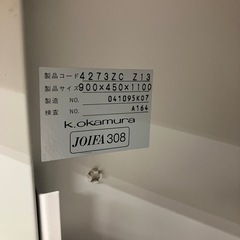 製品コード 4273ZC Z13
製品サイズ 900×450×1100
製造 NO. 041095K07
検査 NO. A164
k.okamura
JOIFA 308